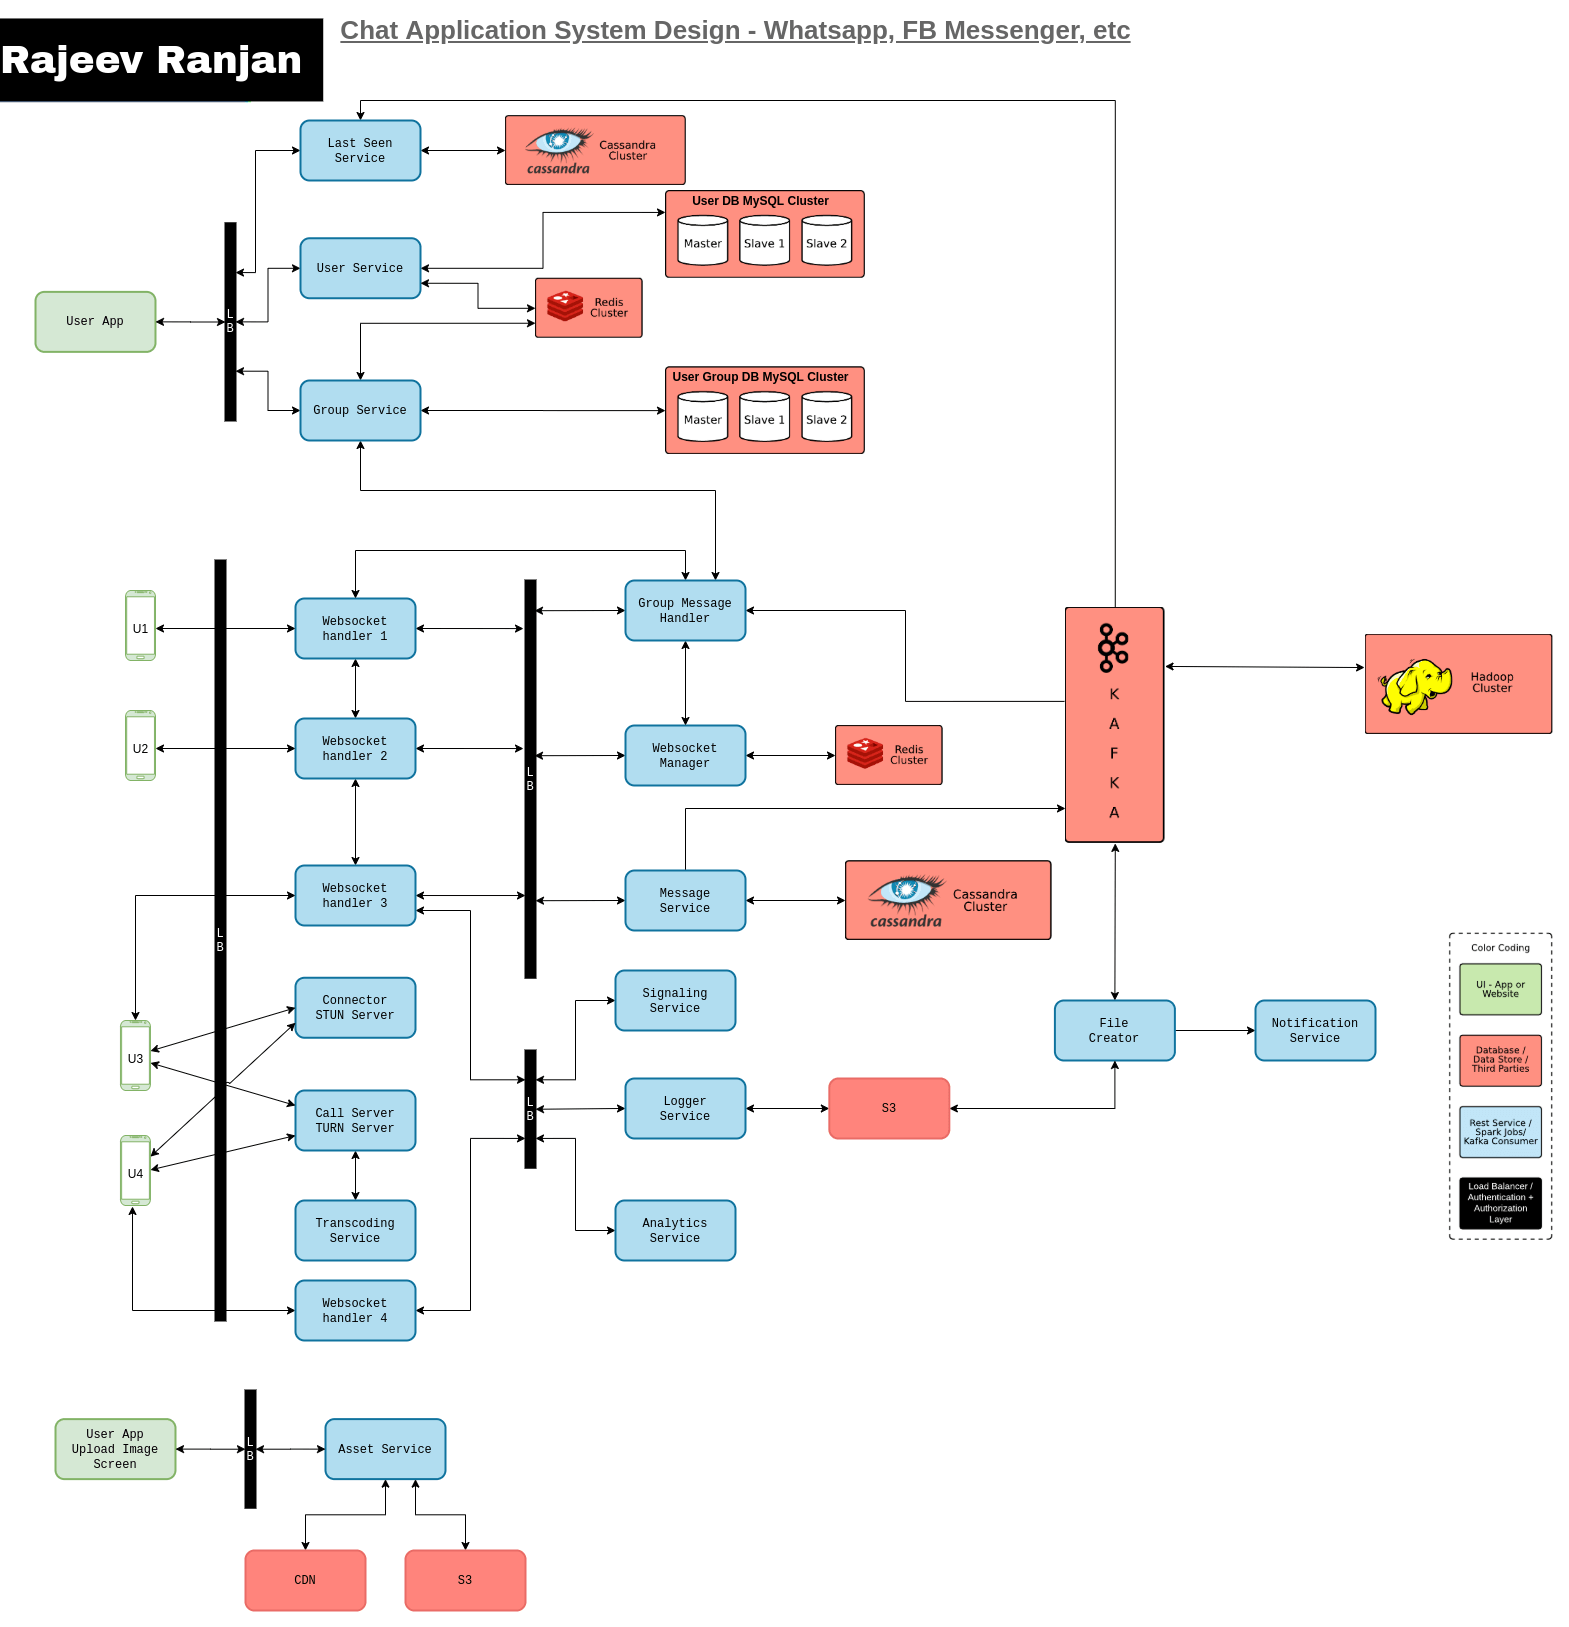 Chat Application System Design - Whatsapp, FB Messenger, etc
Rajeev Ranjan
Last Seen
Service
cassandra
Cassandra
Cluster
User DB MySQL Cluster
Master
Slave 1
Slave 2
User Service
Redis
Cluster
User App
L
B
User Group DB MySQL Cluster
Master
Slave 1
Slave 2
Group Service
Group Message
Handler
U1
Websocket
handler 1
K
A
F
K
A
Hadoop
Cluster
U2
Websocket
handler 2
L
B
Websocket
Manager
Redis
Cluster
Websocket
handler 3
Message
Service
cassandra
Cassandra
Cluster
L
B
Connector
STUN Server
Signaling
Service
File
Creator
Notification
Service
U3
Call Server
TURN Server
L
B
Logger
Service
S3
U4
Transcoding
Service
Analytics
Service
Websocket
handler 4
Color Coding
UI - App or
Website
Database /
Data Store /
Third Parties
Rest Service /
Spark Jobs/
Kafka Consumer
Load Balancer /
Authentication +
Authorization
Layer
User App
Upload Image
Screen
L
B
Asset Service
CDN
S3